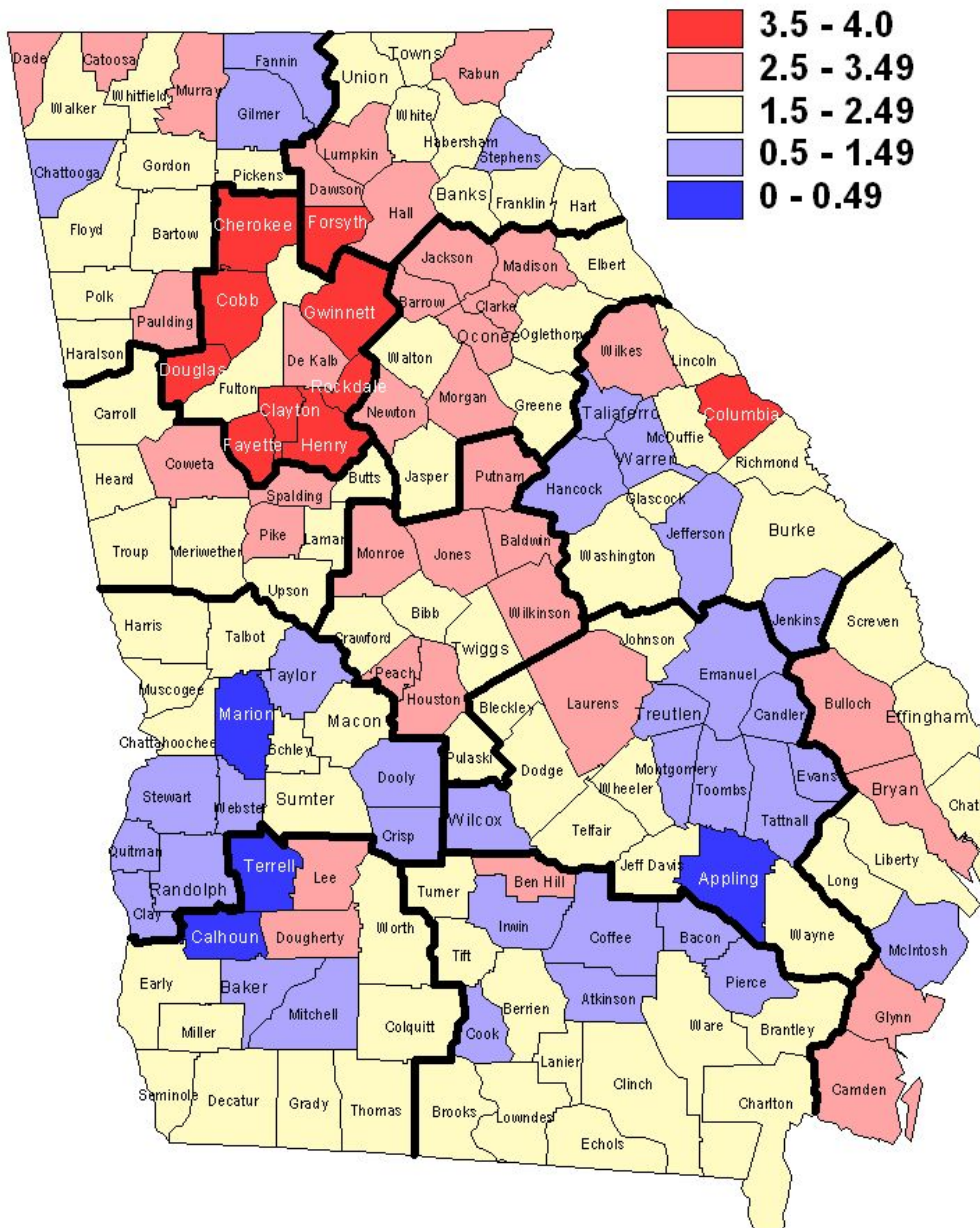 3.5 - 4.0
2.5 - 3.49
1.5 - 2.49
0.5 - 1.49
0 - 0.49
Dade
Catoosa
Walker
Whitfield
Murray
Fannin
Gilmer
Union
Towns
Rabun
White
Habersham
Stephens
Lumpkin
Chattooga
Gordon
Pickens
Dawson
Hall
Banks
Franklin
Hart
Floyd
Bartow
Cherokee
Forsyth
Jackson
Madison
Elbert
Polk
Paulding
Cobb
Gwinnett
Barrow
Clarke
Oconee
Oglethorp
Haralson
Douglas
Fulton
De Kalb
Rockdale
Walton
Wilkes
Lincoln
Carroll
Clayton
Newton
Morgan
Greene
Taliaferro
McDuffie
Columbia
Heard
Coweta
Fayette
Henry
Butts
Jasper
Putnam
Hancock
Warren
Richmond
Spalding
Glascock
Troup
Meriwether
Pike
Lamar
Monroe
Jones
Baldwin
Washington
Jefferson
Burke
Upson
Bibb
Wilkinson
Jenkins
Screven
Harris
Talbot
Crawford
Twiggs
Johnson
Emanuel
Taylor
Peach
Houston
Laurens
Muscogee
Marion
Macon
Bleckley
Treutlen
Candler
Bulloch
Effingham
Chattahoochee
Schley
Pulaski
Dodge
Montgomery
Wheeler
Toombs
Evans
Bryan
Chat
Stewart
Webster
Sumter
Dooly
Wilcox
Telfair
Tattnall
Crisp
Quitman
Randolph
Terrell
Lee
Ben Hill
Jeff Davis
Appling
Long
Liberty
Clay
Turner
Calhoun
Dougherty
Worth
Irwin
Coffee
Bacon
Wayne
McIntosh
Early
Baker
Mitchell
Tift
Berrien
Atkinson
Pierce
Glynn
Miller
Colquitt
Cook
Lanier
Ware
Brantley
Camden
Seminole
Decatur
Grady
Thomas
Brooks
Lowndes
Clinch
Echols
Charlton